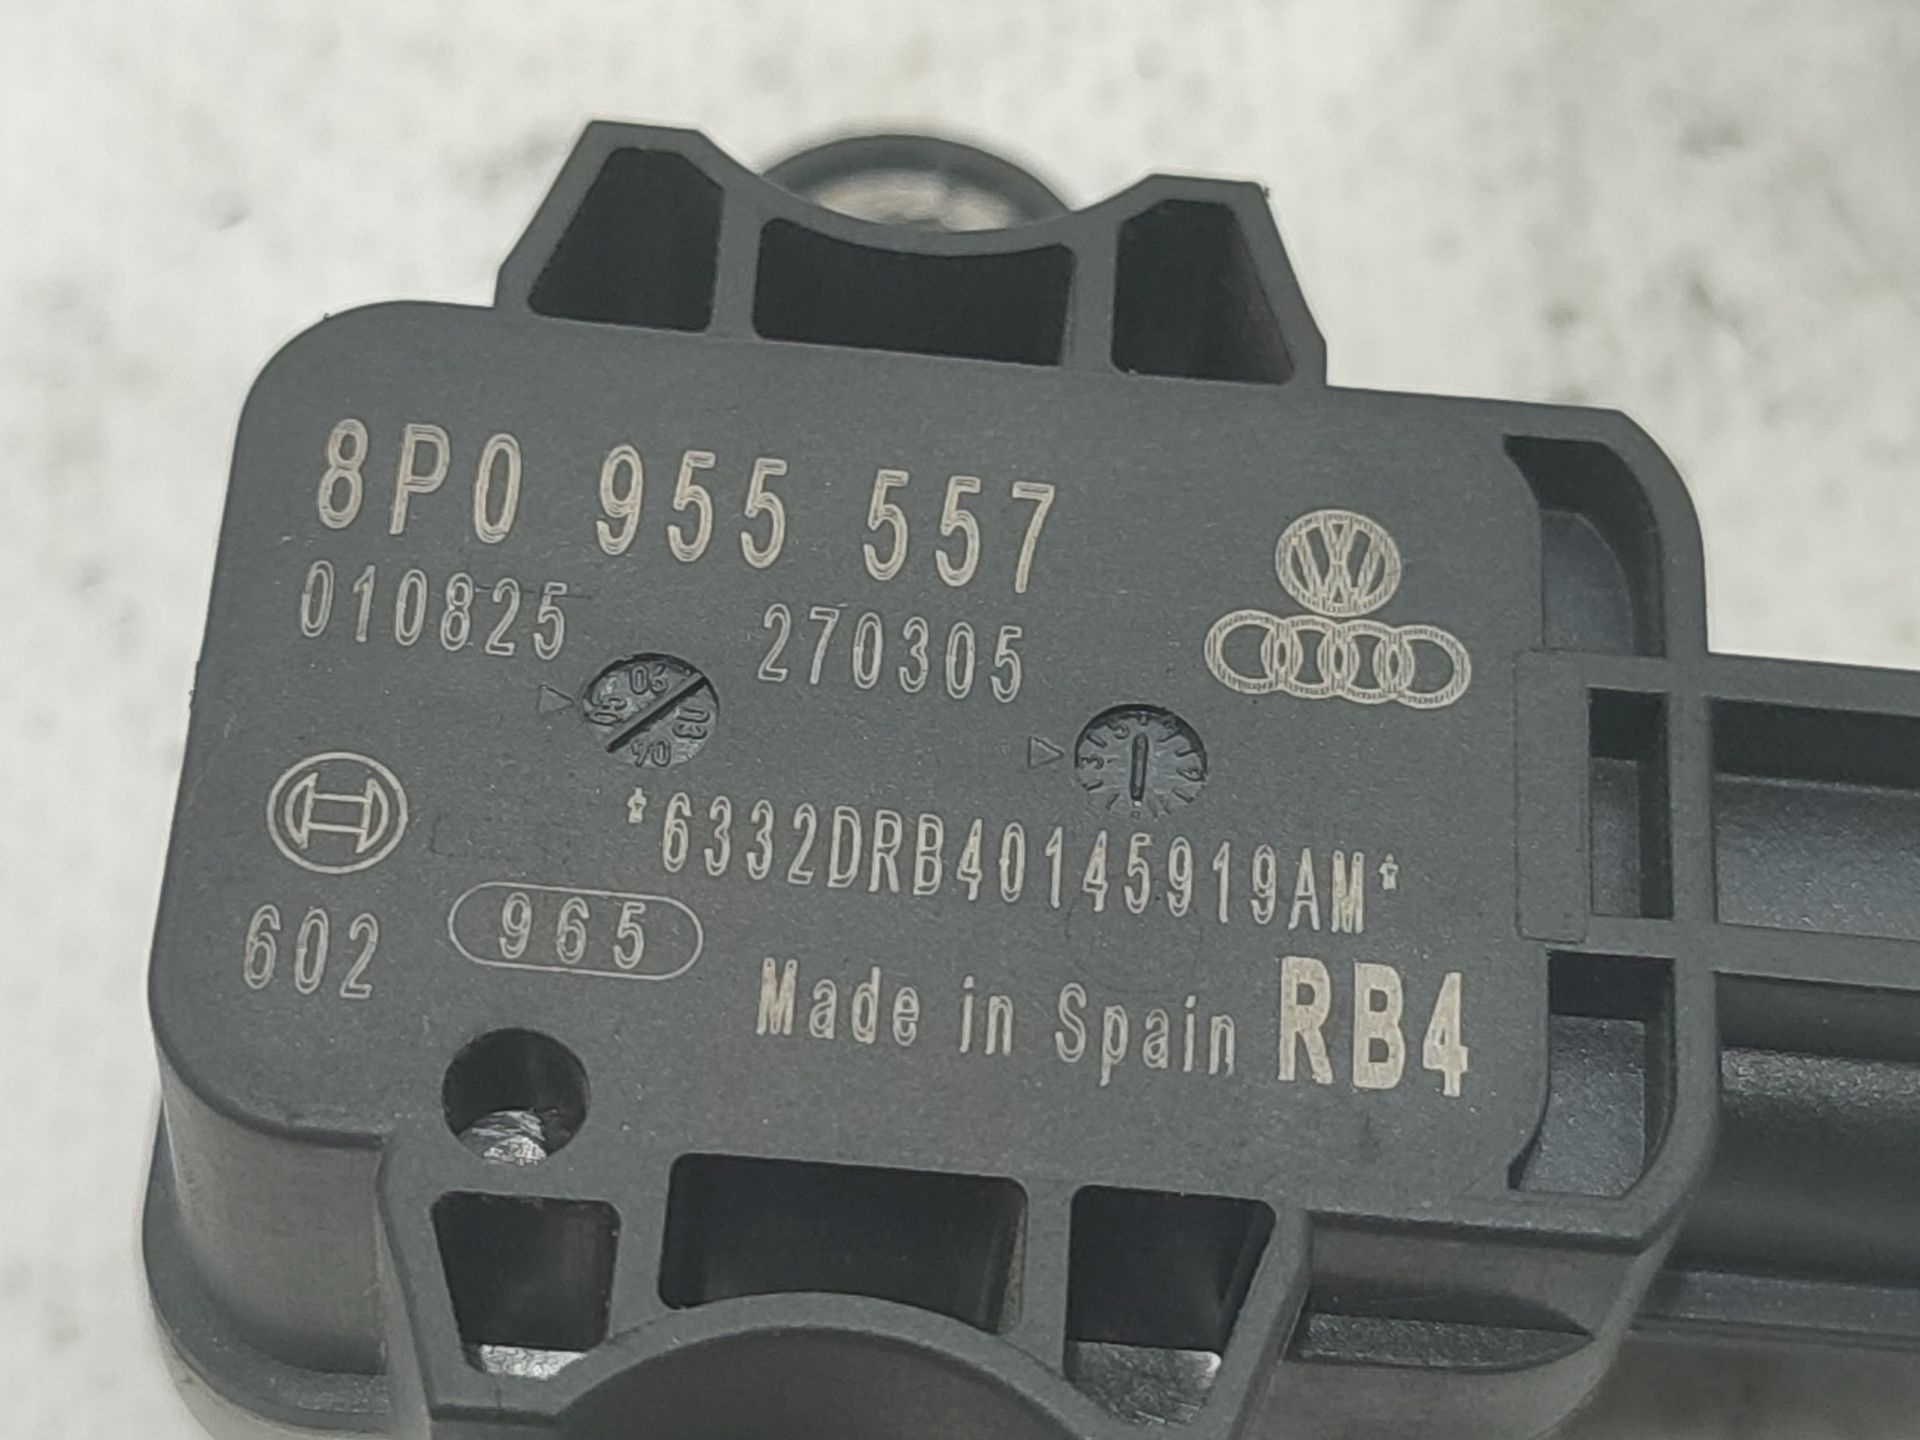 8P0 955 557
010825 270305
*6332DRB40145919AM*
602 965
Made in Spain RB4